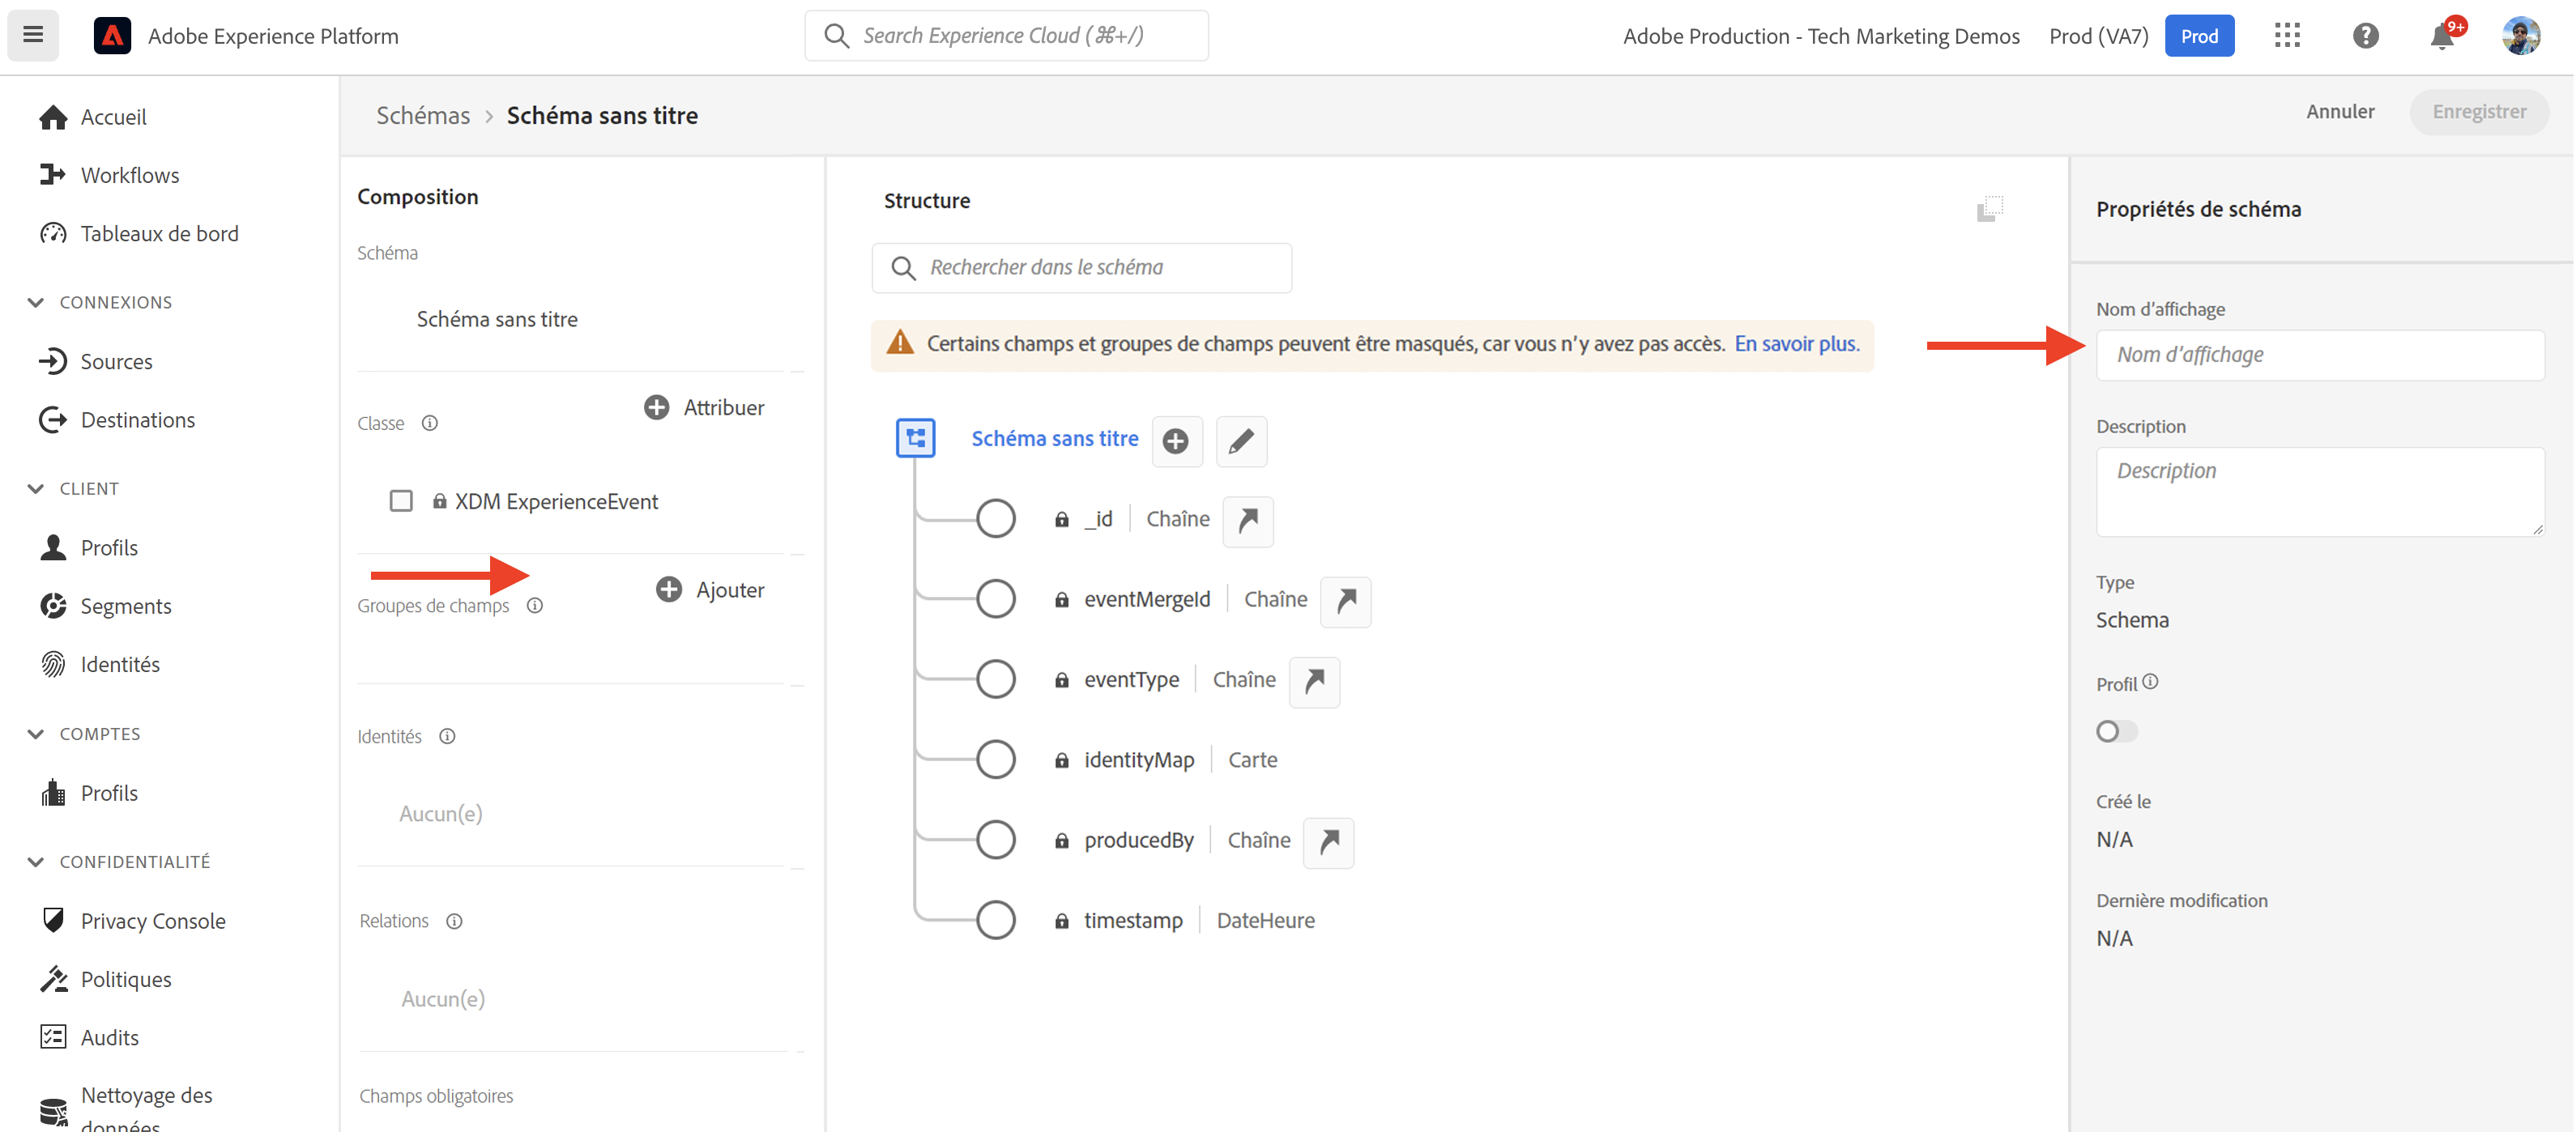 Adobe Experience Platform
Search Experience Cloud (⌘+/)
Adobe Production - Tech Marketing Demos
Prod (VA7)
Prod
9+
Accueil
Workflows
Tableaux de bord
CONNEXIONS
Sources
Destinations
CLIENT
Profils
Segments
Identités
COMPTES
Profils
CONFIDENTIALITÉ
Privacy Console
Politiques
Audits
Nettoyage des
données
Schémas > Schéma sans titre
Annuler
Enregistrer
Composition
Schéma
Schéma sans titre
Classe
Attribuer
XDM ExperienceEvent
Groupes de champs
Ajouter
Identités
Aucun(e)
Relations
Aucun(e)
Champs obligatoires
Structure
Rechercher dans le schéma
Certains champs et groupes de champs peuvent être masqués, car vous n'y avez pas accès. En savoir plus.
Schéma sans titre
_id | Chaîne
eventMergeId | Chaîne
eventType | Chaîne
identityMap | Carte
producedBy | Chaîne
timestamp | DateHeure
Propriétés de schéma
Nom d'affichage
Nom d'affichage
Description
Description
Type
Schema
Profil
Créé le
N/A
Dernière modification
N/A